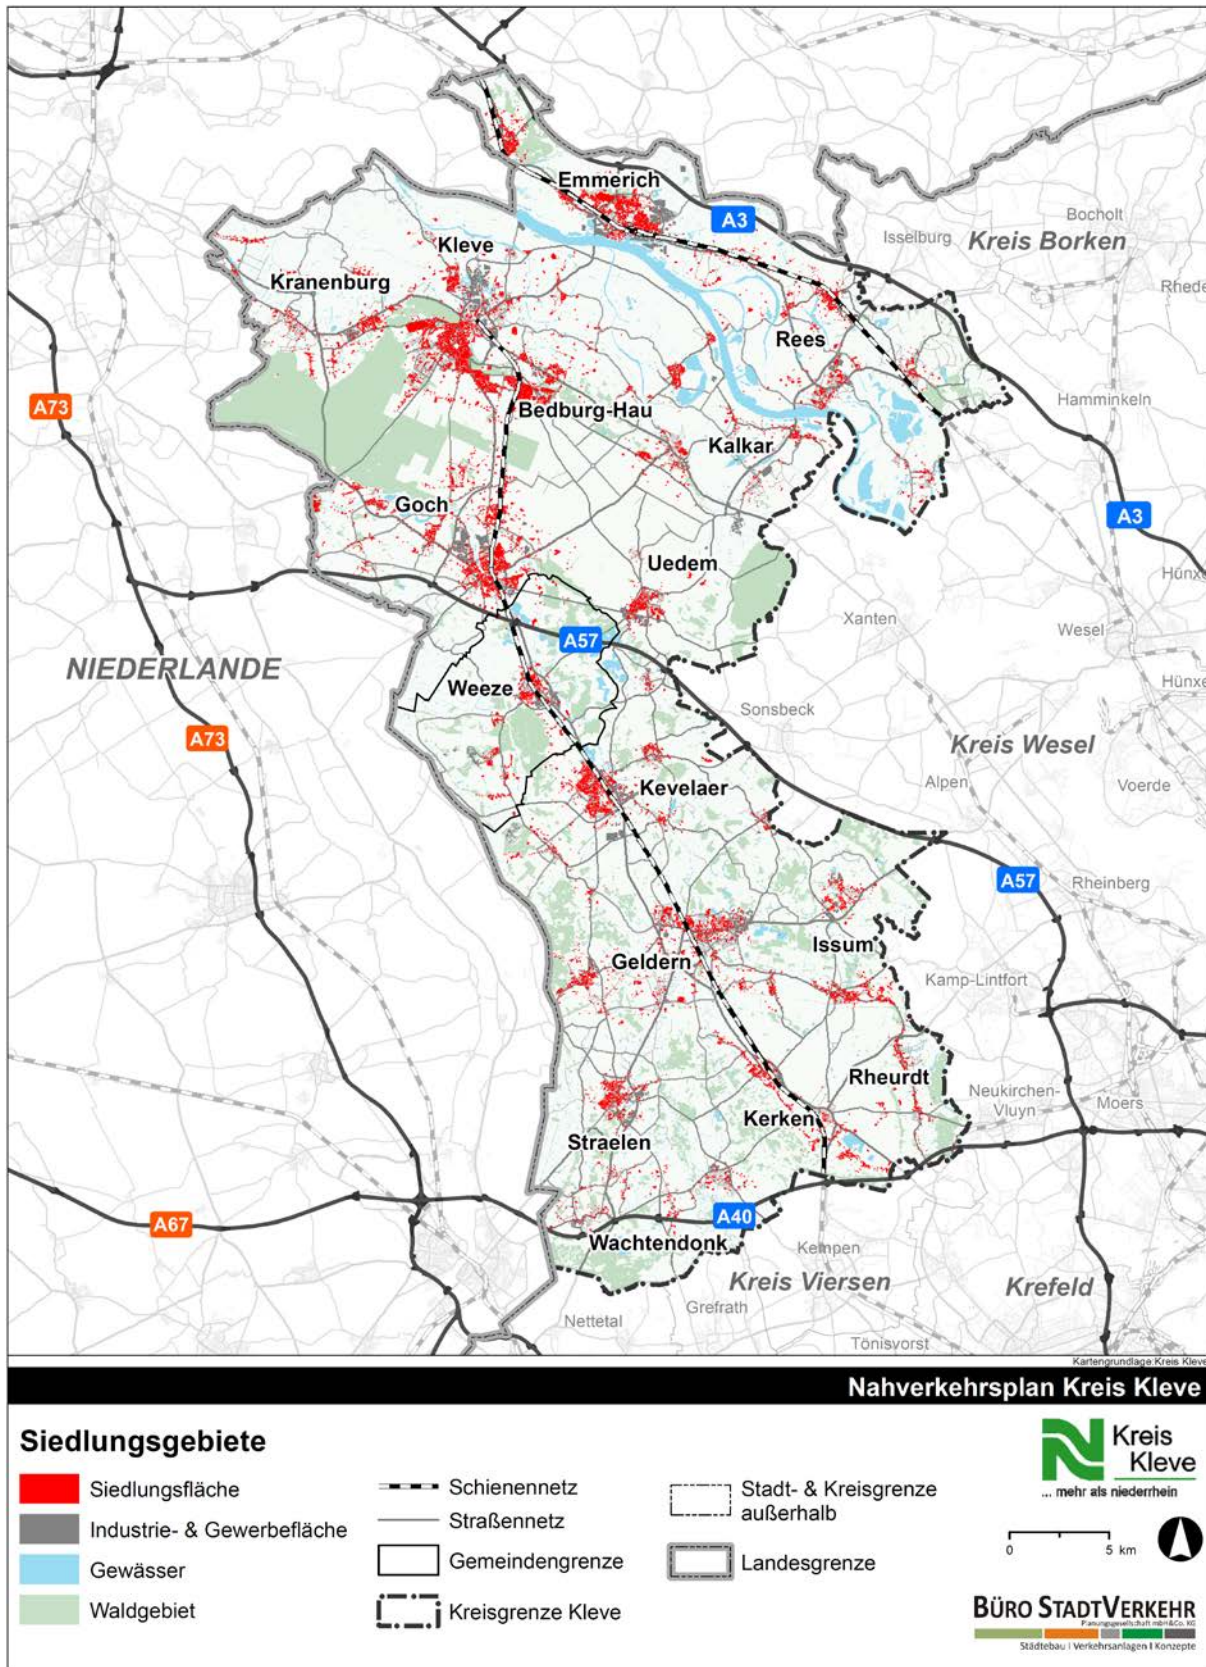 Emmerich
A3
Bocholt
Isselburg
Kreis Borken
Kleve
Kranenburg
Rhede
Rees
A73
Bedburg-Hau
Hamminkeln
Kalkar
Goch
A3
Uedem
Hünxe
Xanten
Wesel
A57
NIEDERLANDE
Weeze
Hünxe
Sonsbeck
A73
Kreis Wesel
Alpen
Voerde
Kevelaer
A57
Rheinberg
Issum
Geldern
Kamp-Lintfort
Rheurdt
Neukirchen-
Vluyn
Moers
Kerken
Straelen
A67
A40
Wachtendonk
Kempen
Kreis Viersen
Krefeld
Grefrath
Nettetal
Tönisvorst
Kartengrundlage:Kreis Kleve
Nahverkehrsplan Kreis Kleve
Siedlungsgebiete
Siedlungsfläche
Industrie- & Gewerbefläche
Gewässer
Waldgebiet
Schienennetz
Straßennetz
Gemeindengrenze
Kreisgrenze Kleve
Stadt- & Kreisgrenze
außerhalb
Landesgrenze
Kreis
Kleve
... mehr als niederrhein
0 5 km
BÜRO STADTVERKEHR
Planungsgesellschaft mbH&Co. KG
Städtebau I Verkehrsanlagen I Konzepte